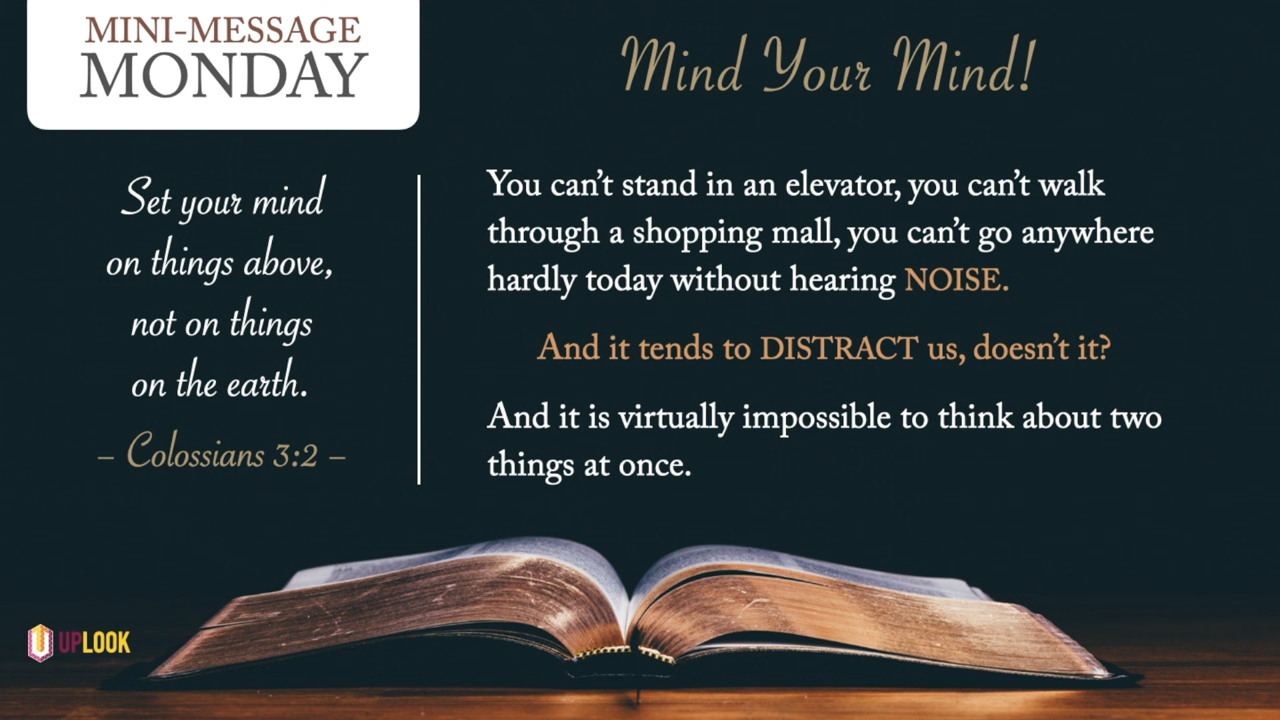 MINI-MESSAGE
MONDAY
Mind Your Mind!
Set your mind
on things above,
not on things
on the earth.
– Colossians 3:2 –
You can’t stand in an elevator, you can’t walk
through a shopping mall, you can’t go anywhere
hardly today without hearing NOISE.
And it tends to DISTRACT us, doesn’t it?
And it is virtually impossible to think about two
things at once.
UPLOOK